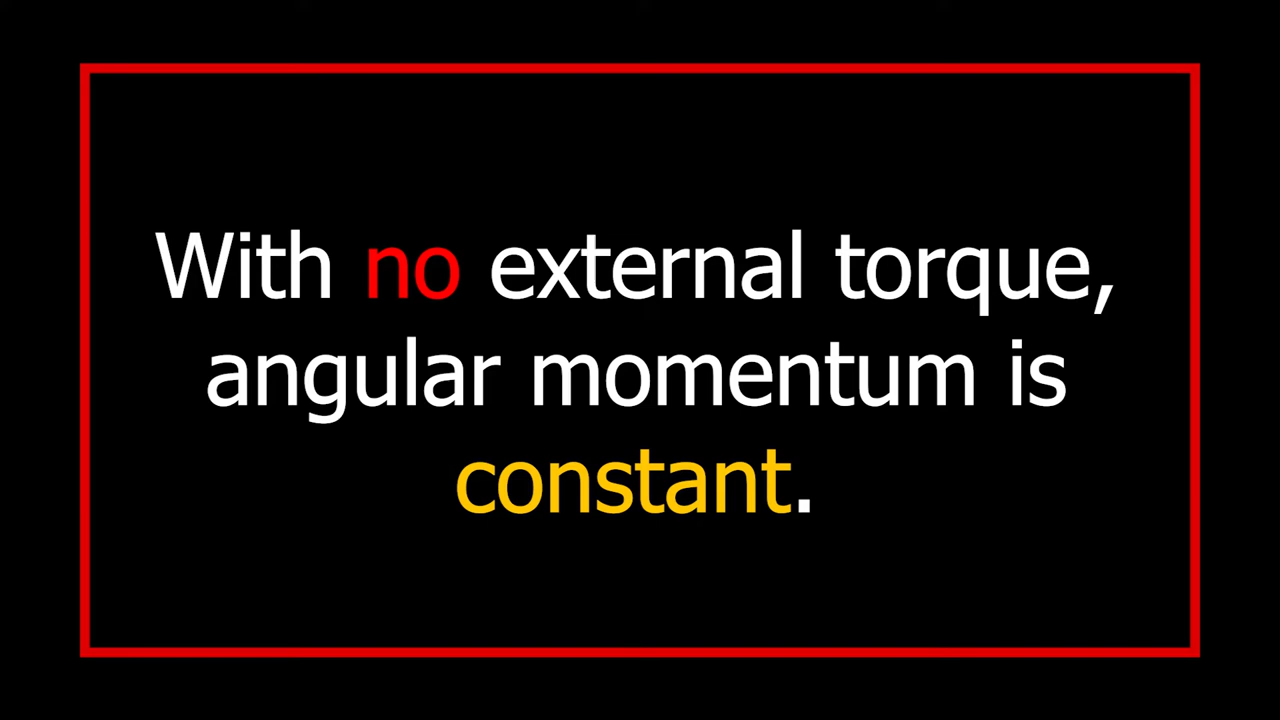 With no external torque,
angular momentum is
constant.